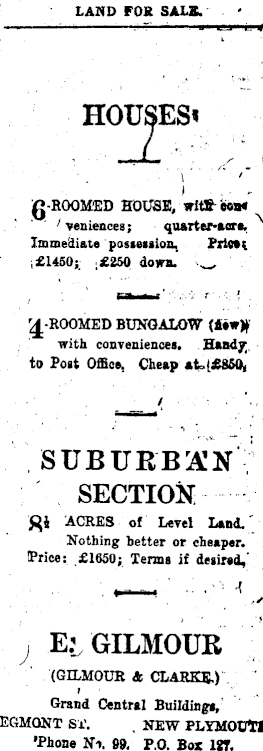 LAND FOR SALE.
HOUSES
6-ROOMED HOUSE, with con-
veniences; quarter-acre.
Immediate possession. Price
£1450; £250 down.
4-ROOMED BUNGALOW (new)
with conveniences. Handy
to Post Office. Cheap at £850.
SUBURBAN
SECTION
8¼ ACRES of Level Land.
Nothing better or cheaper.
Price: £1650; Terms if desired.
E. GILMOUR
(GILMOUR & CLARKE.)
Grand Central Buildings,
EGMONT ST. NEW PLYMOUTH
'Phone No. 99. P.O. Box 127.